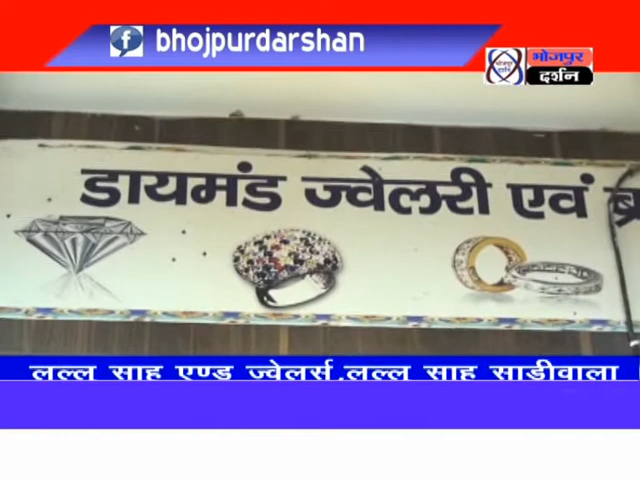 bhojpurdarshan
भोजपुर
दर्शन
डायमंड ज्वेलरी एवं
लल्ल साह एण्ड ज्वेलर्स,लल्ल साह साडीवाला